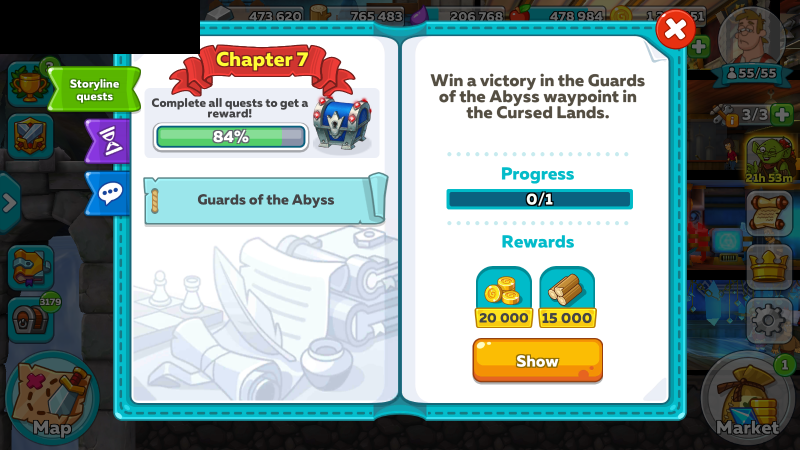 473 620
765 483
206 768
478 984
Chapter 7
Storyline
quests
Complete all quests to get a
reward!
84%
Guards of the Abyss
Win a victory in the Guards
of the Abyss waypoint in
the Cursed Lands.
Progress
0/1
Rewards
20 000
15 000
Show
55/55
3/3
21h 53m
3179
Map
1
Market